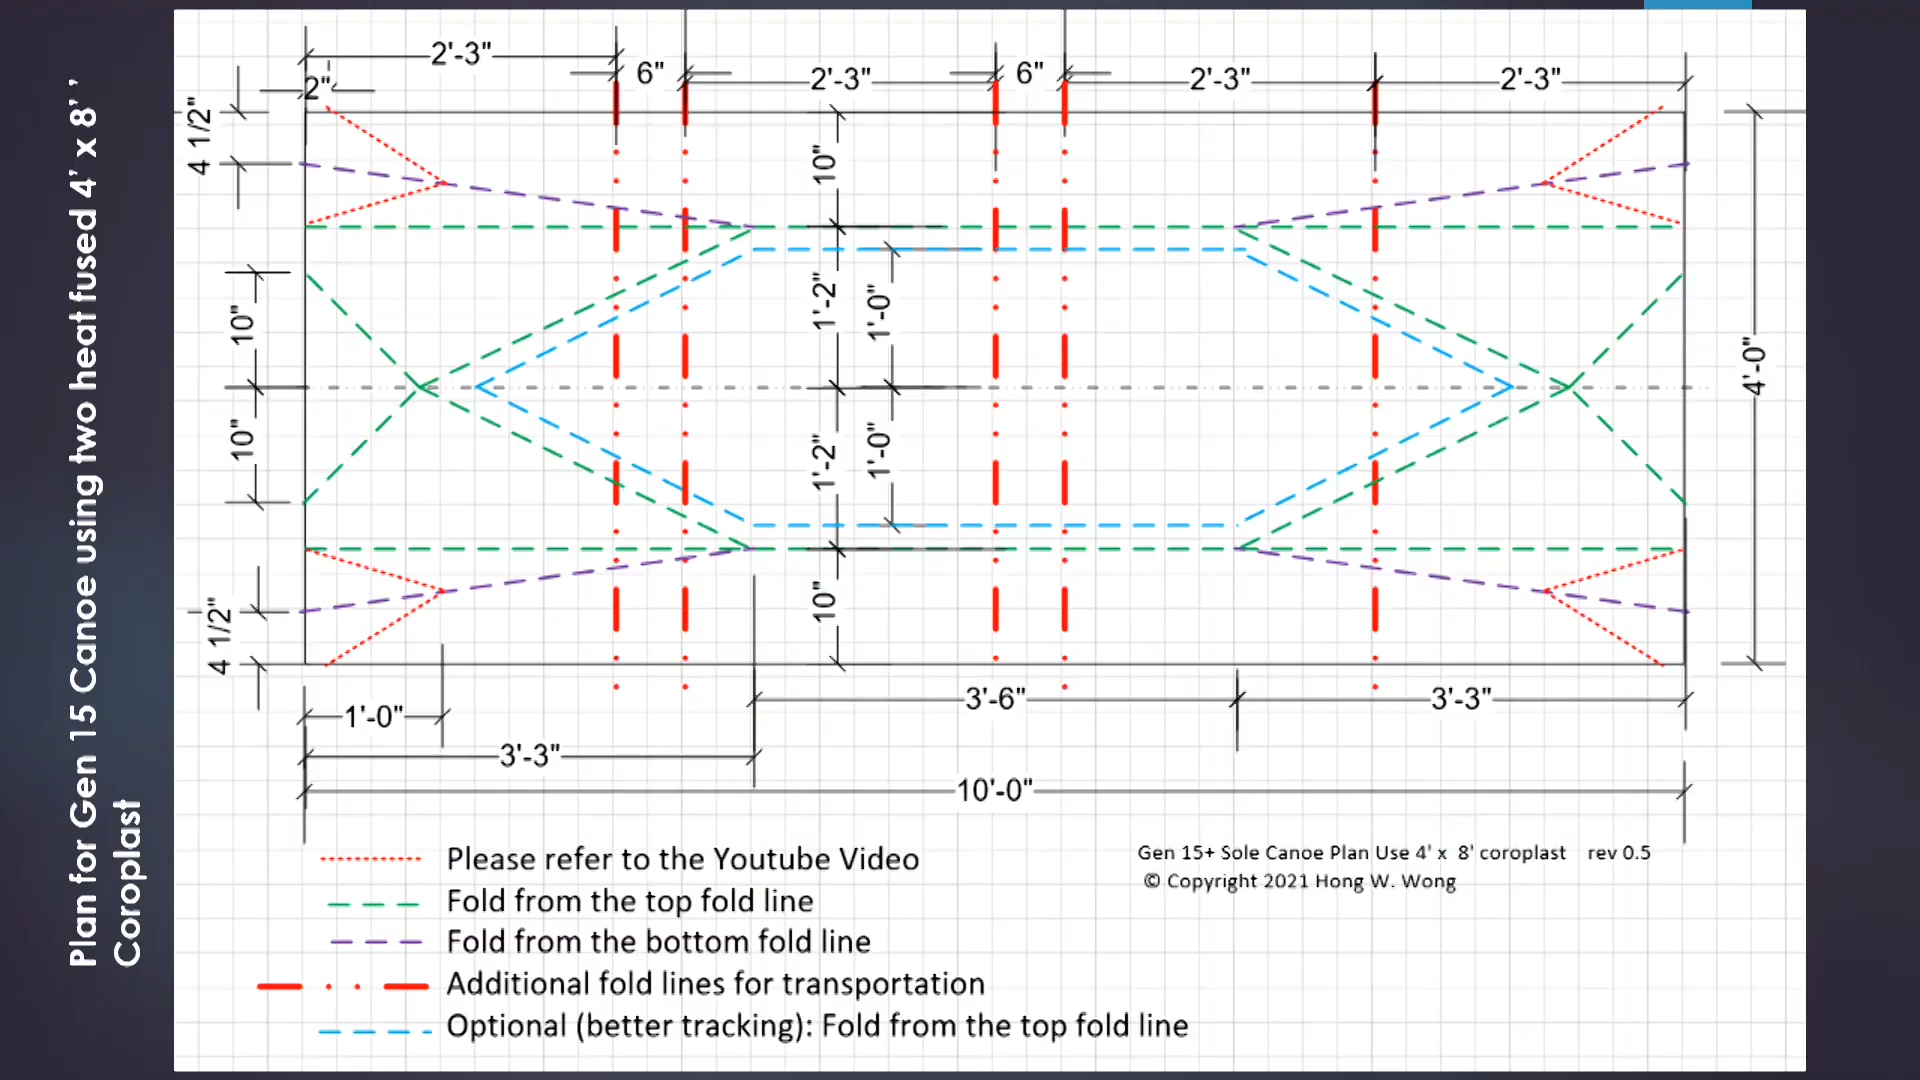 Plan for Gen 15 Canoe using two heat fused 4' x 8' '
Coroplast
2'-3"
6"
2'-3"
6"
2'-3"
2'-3"
2"
4 1/2"
10"
10"
4 1/2"
10"
1'-2"
1'-0"
1'-2"
1'-0"
10"
4'-0"
1'-0"
3'-6"
3'-3"
3'-3"
10'-0"
Please refer to the Youtube Video
Fold from the top fold line
Fold from the bottom fold line
Additional fold lines for transportation
Optional (better tracking): Fold from the top fold line
Gen 15+ Sole Canoe Plan Use 4' x 8' coroplast rev 0.5
© Copyright 2021 Hong W. Wong